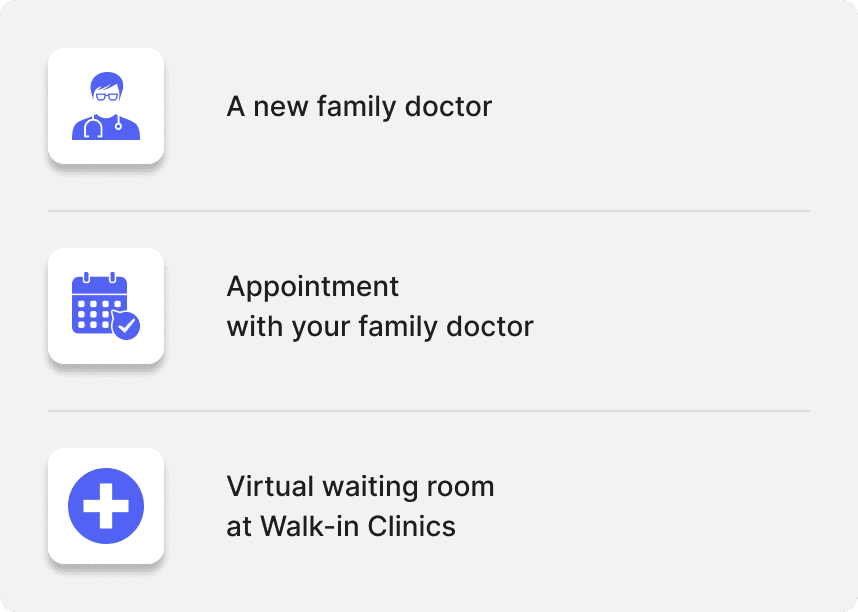 A new family doctor
Appointment
with your family doctor
Virtual waiting room
at Walk-in Clinics